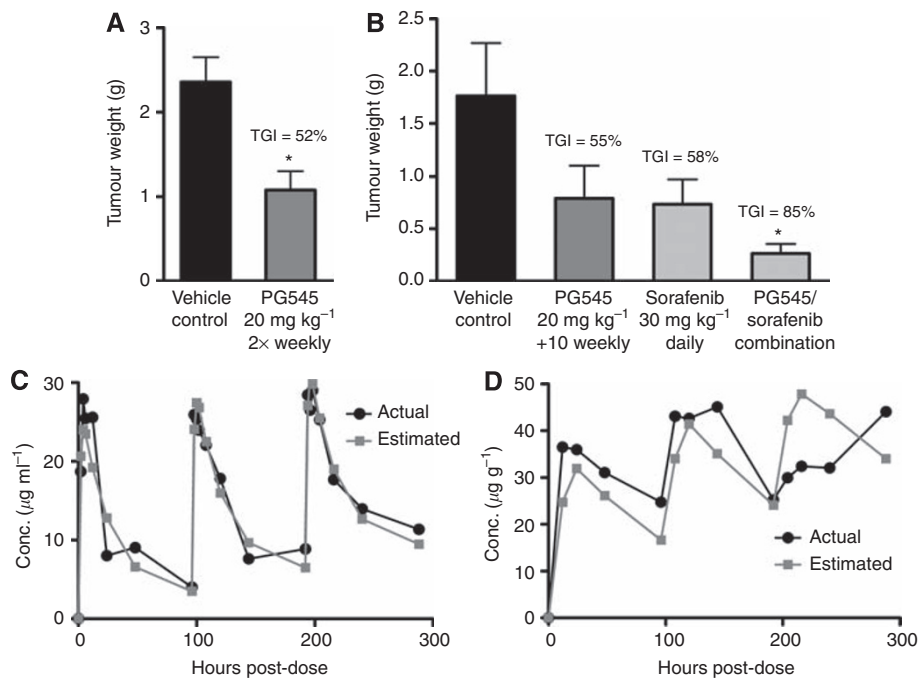 A
3
2
1
0
Tumour weight (g)
TGI = 52%
*
Vehicle
control
PG545
20 mg kg⁻¹
2× weekly
B
2.5
2.0
1.5
1.0
0.5
0.0
Tumour weight (g)
TGI = 55%
TGI = 58%
TGI = 85%
*
Vehicle
control
PG545
20 mg kg⁻¹
+10 weekly
Sorafenib
30 mg kg⁻¹
daily
PG545/
sorafenib
combination
C
30
20
10
0
Conc. (μg ml⁻¹)
Actual
Estimated
0 100 200 300
Hours post-dose
D
50
40
30
20
10
0
Conc. (μg g⁻¹)
Actual
Estimated
0 100 200 300
Hours post-dose